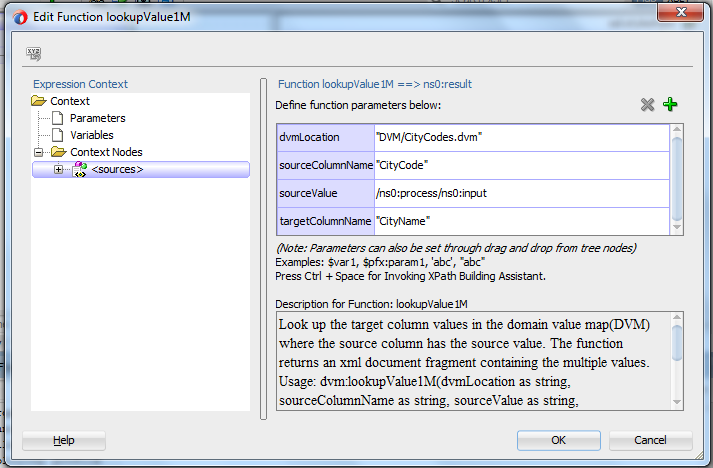 Edit Function lookupValue1M
XYZ
Expression Context
Context
Parameters
Variables
Context Nodes
<sources>
Function lookupValue1M ==> ns0:result
Define function parameters below:
dvmLocation "DVM/CityCodes.dvm"
sourceColumnName "CityCode"
sourceValue /ns0:process/ns0:input
targetColumnName "CityName"
(Note: Parameters can also be set through drag and drop from tree nodes)
Examples: $var1, $pfx:param1, 'abc', "abc"
Press Ctrl + Space for Invoking XPath Building Assistant.
Description for Function: lookupValue1M
Look up the target column values in the domain value map(DVM)
where the source column has the source value. The function
returns an xml document fragment containing the multiple values.
Usage: dvm:lookupValue1M(dvmLocation as string,
sourceColumnName as string, sourceValue as string,
Help
OK
Cancel